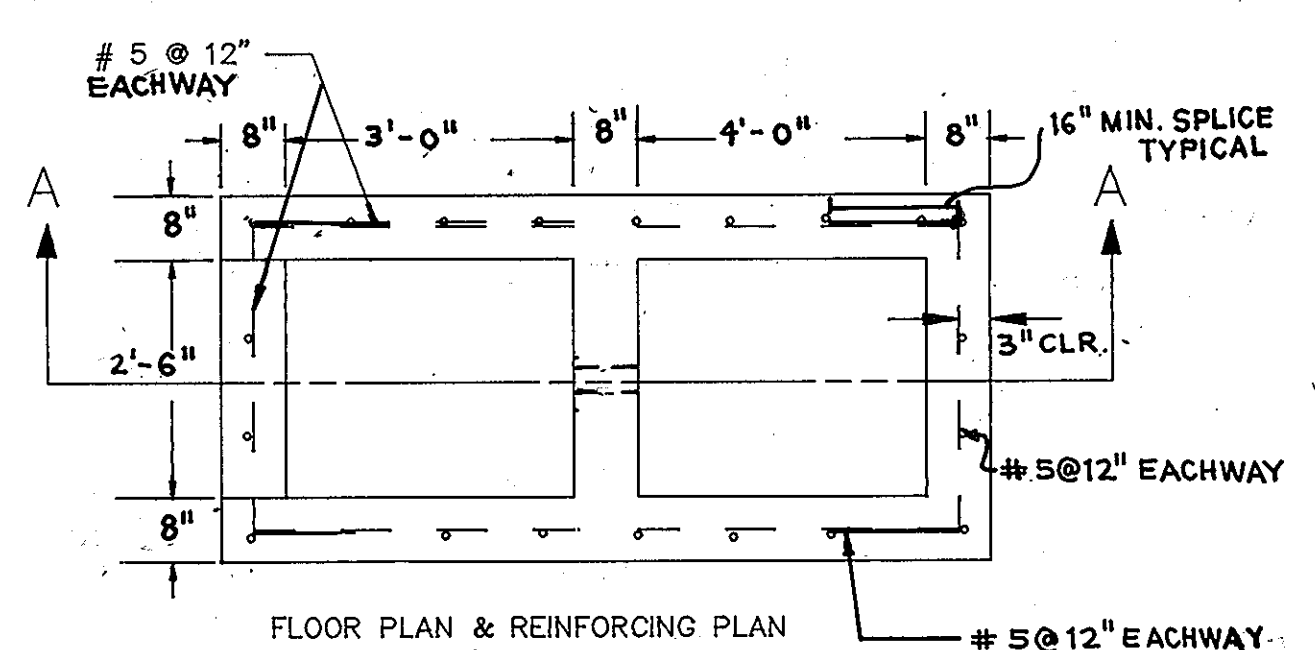 # 5 @ 12"
EACHWAY
8"
3'-0"
8"
4'-0"
8"
16" MIN. SPLICE
TYPICAL
A
A
8"
2'-6"
3" CLR.
# 5@12" EACHWAY
8"
FLOOR PLAN & REINFORCING PLAN
# 5@12" EACHWAY